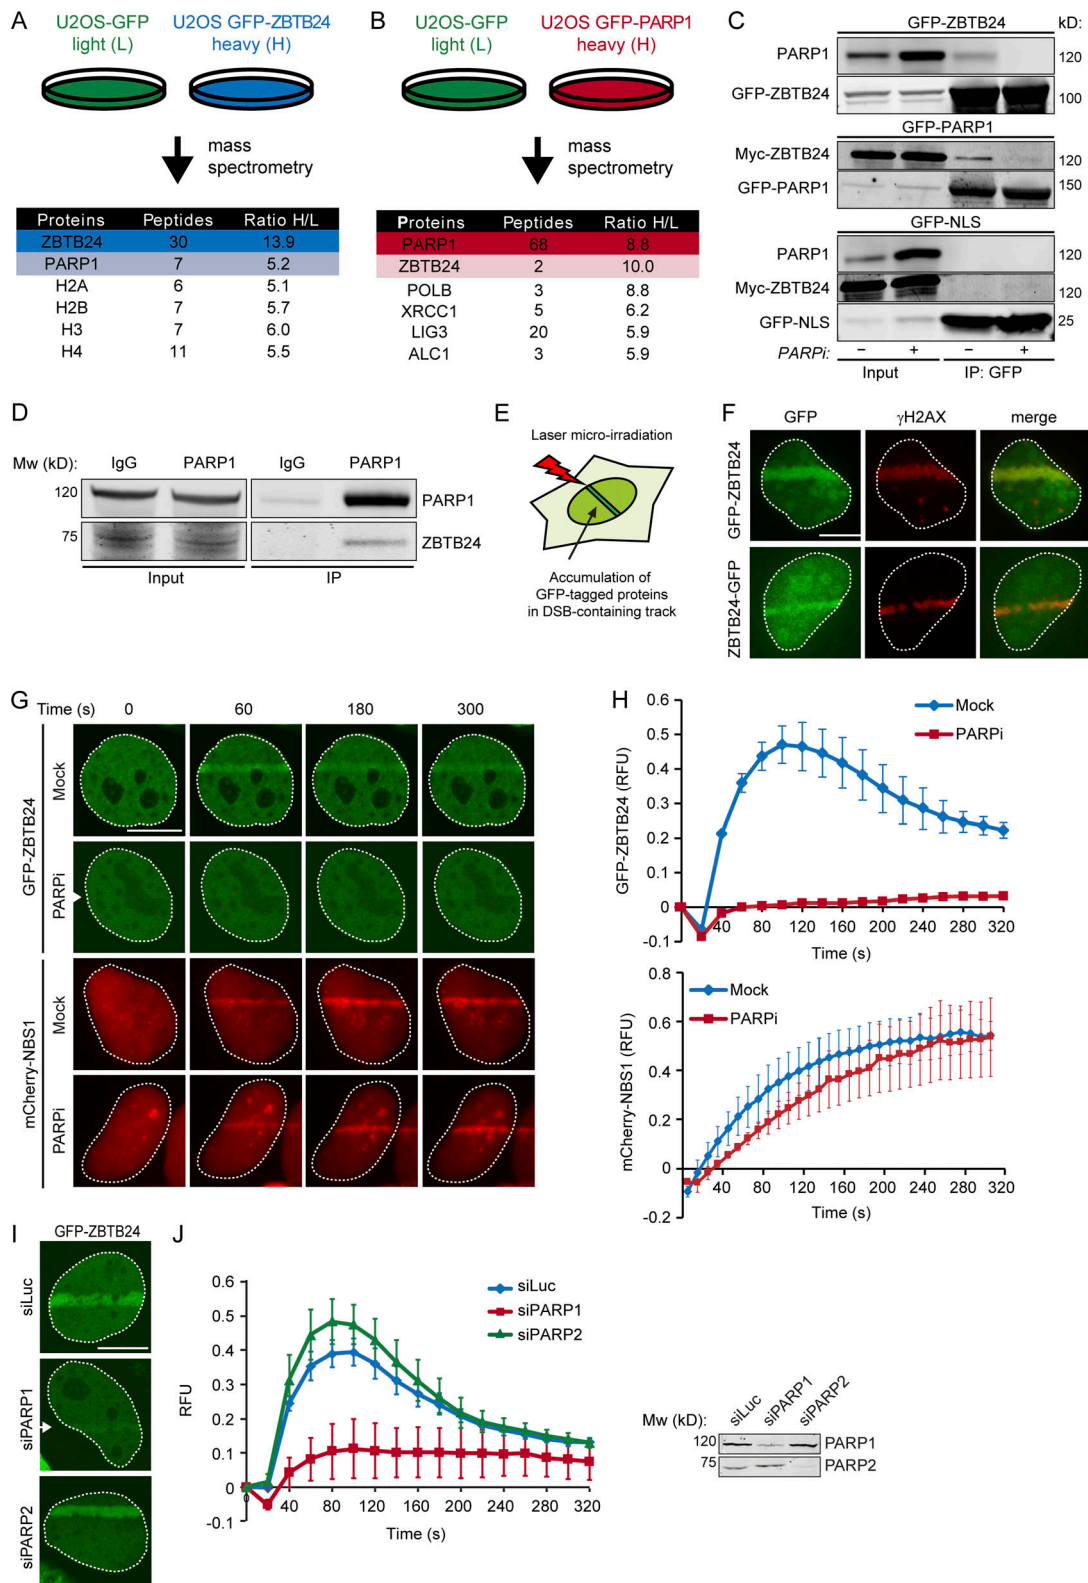 A
U2OS-GFP
light (L)
U2OS GFP-ZBTB24
heavy (H)
mass
spectrometry
Proteins Peptides Ratio H/L
ZBTB24 30 13.9
PARP1 7 5.2
H2A 6 5.1
H2B 7 5.7
H3 7 6.0
H4 11 5.5
B
U2OS-GFP
light (L)
U2OS GFP-PARP1
heavy (H)
mass
spectrometry
Proteins Peptides Ratio H/L
PARP1 68 8.8
ZBTB24 2 10.0
POLB 3 8.8
XRCC1 5 6.2
LIG3 20 5.9
ALC1 3 5.9
C
GFP-ZBTB24 kD:
PARP1 120
GFP-ZBTB24 100
GFP-PARP1
Myc-ZBTB24 120
GFP-PARP1 150
GFP-NLS
PARP1 120
Myc-ZBTB24 120
GFP-NLS 25
PARPi: – + – +
Input IP: GFP
D
Mw (kD): IgG PARP1 IgG PARP1
120 PARP1
75 ZBTB24
Input IP
E
Laser micro-irradiation
Accumulation of
GFP-tagged proteins
in DSB-containing track
F
GFP γH2AX merge
GFP-ZBTB24
ZBTB24-GFP
G
Time (s) 0 60 180 300
GFP-ZBTB24
Mock
PARPi
mCherry-NBS1
Mock
PARPi
H
GFP-ZBTB24 (RFU)
0.6
0.5
0.4
0.3
0.2
0.1
0
-0.1
Mock
PARPi
40 80 120 160 200 240 280 320
Time (s)
mCherry-NBS1 (RFU)
0.8
0.6
0.4
0.2
0
-0.2
Mock
PARPi
40 80 120 160 200 240 280 320
Time (s)
I
GFP-ZBTB24
siLuc
siPARP1
siPARP2
J
RFU
0.6
0.5
0.4
0.3
0.2
0.1
0
-0.1
siLuc
siPARP1
siPARP2
0 40 80 120 160 200 240 280 320
Time (s)
Mw (kD): siLuc siPARP1 siPARP2
120 PARP1
75 PARP2